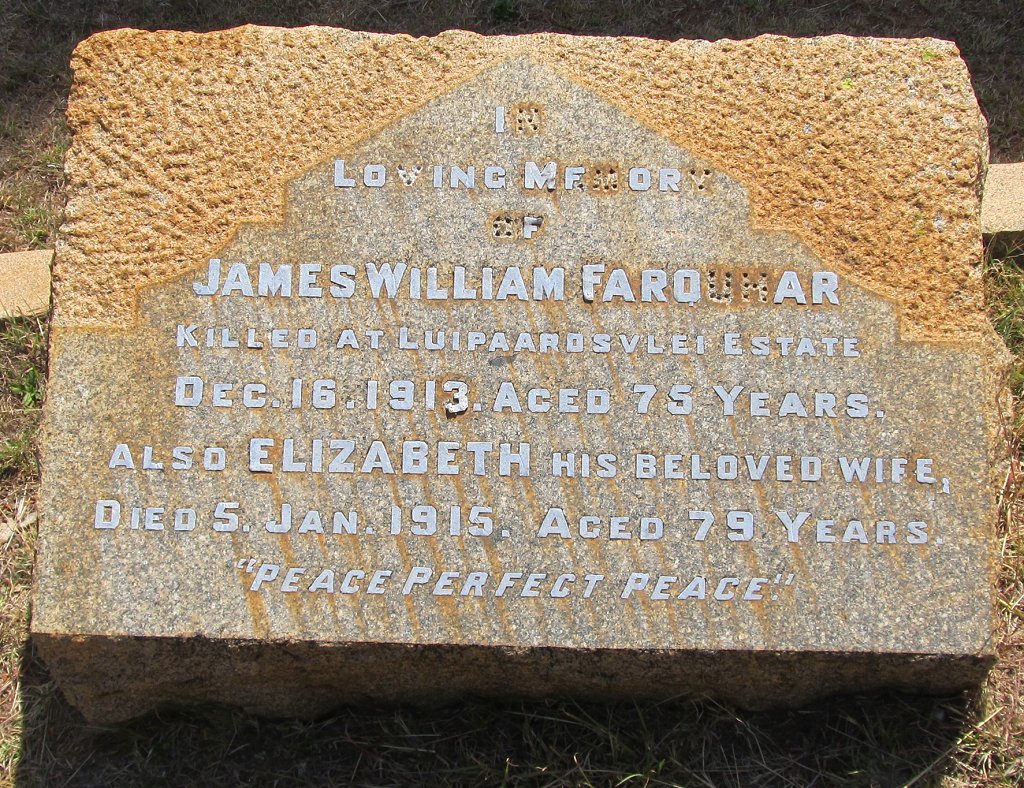 IN
LOVING MEMORY
OF
JAMES WILLIAM FARQUHAR
KILLED AT LUIPAARDSVLEI ESTATE
DEC. 16. 1913. AGED 75 YEARS.
ALSO ELIZABETH HIS BELOVED WIFE,
DIED 5. JAN. 1915. AGED 79 YEARS.
"PEACE PERFECT PEACE."